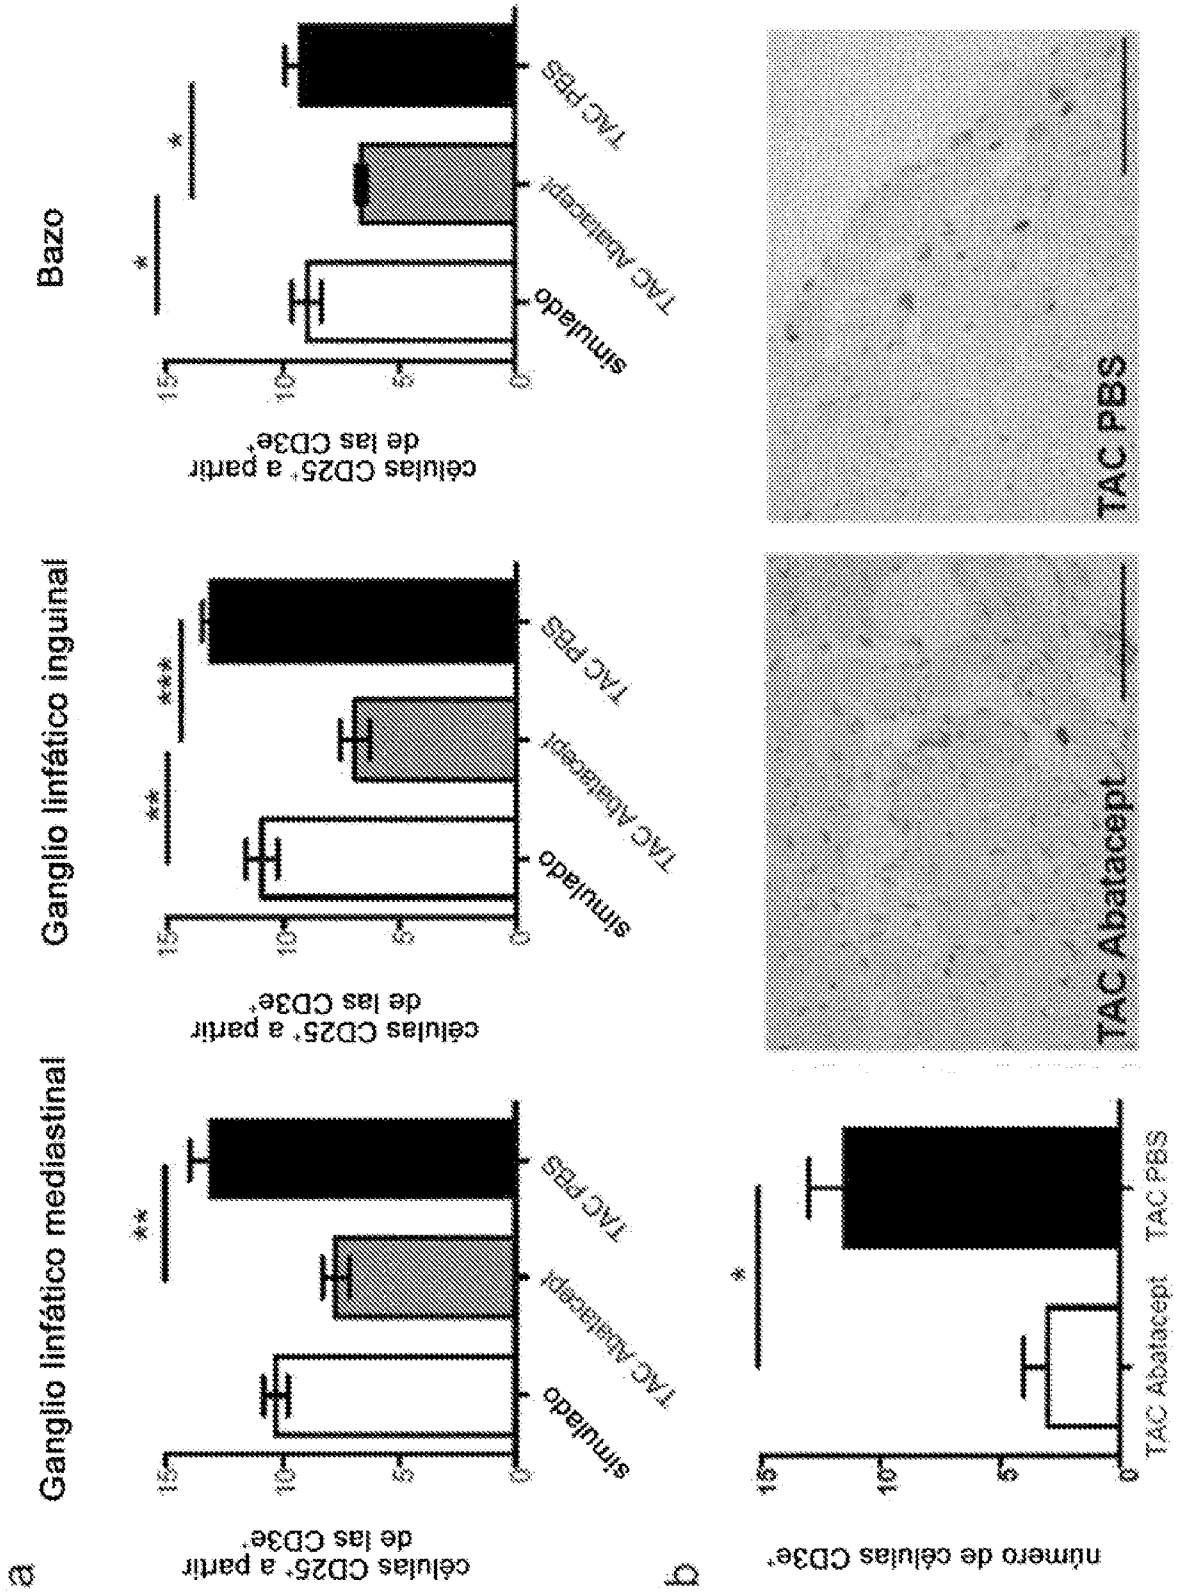 a
Ganglio linfático mediastinal
células CD25⁺ a partir
de las CD3e⁺
15
10
5
0
**
simulado
TAC Abatacept
TAC PBS
Ganglio linfático inguinal
células CD25⁺ a partir
de las CD3e⁺
15
10
5
0
**
***
simulado
TAC Abatacept
TAC PBS
Bazo
células CD25⁺ a partir
de las CD3e⁺
15
10
5
0
*
*
simulado
TAC Abatacept
TAC PBS
b
número de células CD3e⁺
15
10
5
0
*
TAC Abatacept
TAC PBS
TAC Abatacept
TAC PBS